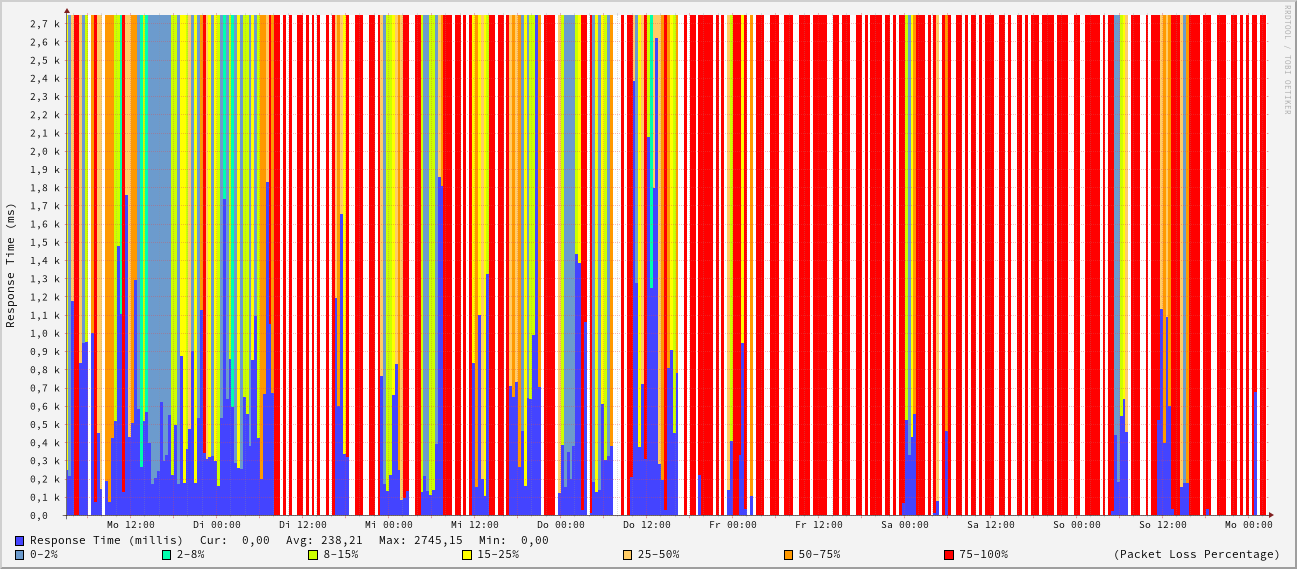 RRDTOOL / TOBI OETIKER
Response Time (ms)
2,7 k
2,6 k
2,5 k
2,4 k
2,3 k
2,2 k
2,1 k
2,0 k
1,9 k
1,8 k
1,7 k
1,6 k
1,5 k
1,4 k
1,3 k
1,2 k
1,1 k
1,0 k
0,9 k
0,8 k
0,7 k
0,6 k
0,5 k
0,4 k
0,3 k
0,2 k
0,1 k
0,0
Mo 12:00 Di 00:00 Di 12:00 Mi 00:00 Mi 12:00 Do 00:00 Do 12:00 Fr 00:00 Fr 12:00 Sa 00:00 Sa 12:00 So 00:00 So 12:00 Mo 00:00
Response Time (millis) Cur: 0,00 Avg: 238,21 Max: 2745,15 Min: 0,00
0-2% 2-8% 8-15% 15-25% 25-50% 50-75% 75-100% (Packet Loss Percentage)